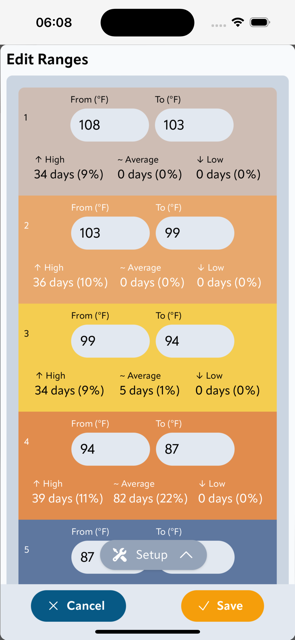 06:08
Edit Ranges
From (°F) To (°F)
1 108 103
↑ High ~ Average ↓ Low
34 days (9%) 0 days (0%) 0 days (0%)
From (°F) To (°F)
2 103 99
↑ High ~ Average ↓ Low
36 days (10%) 0 days (0%) 0 days (0%)
From (°F) To (°F)
3 99 94
↑ High ~ Average ↓ Low
34 days (9%) 5 days (1%) 0 days (0%)
From (°F) To (°F)
4 94 87
↑ High ~ Average ↓ Low
39 days (11%) 82 days (22%) 0 days (0%)
From (°F) To (°F)
5 87
Setup
Cancel Save